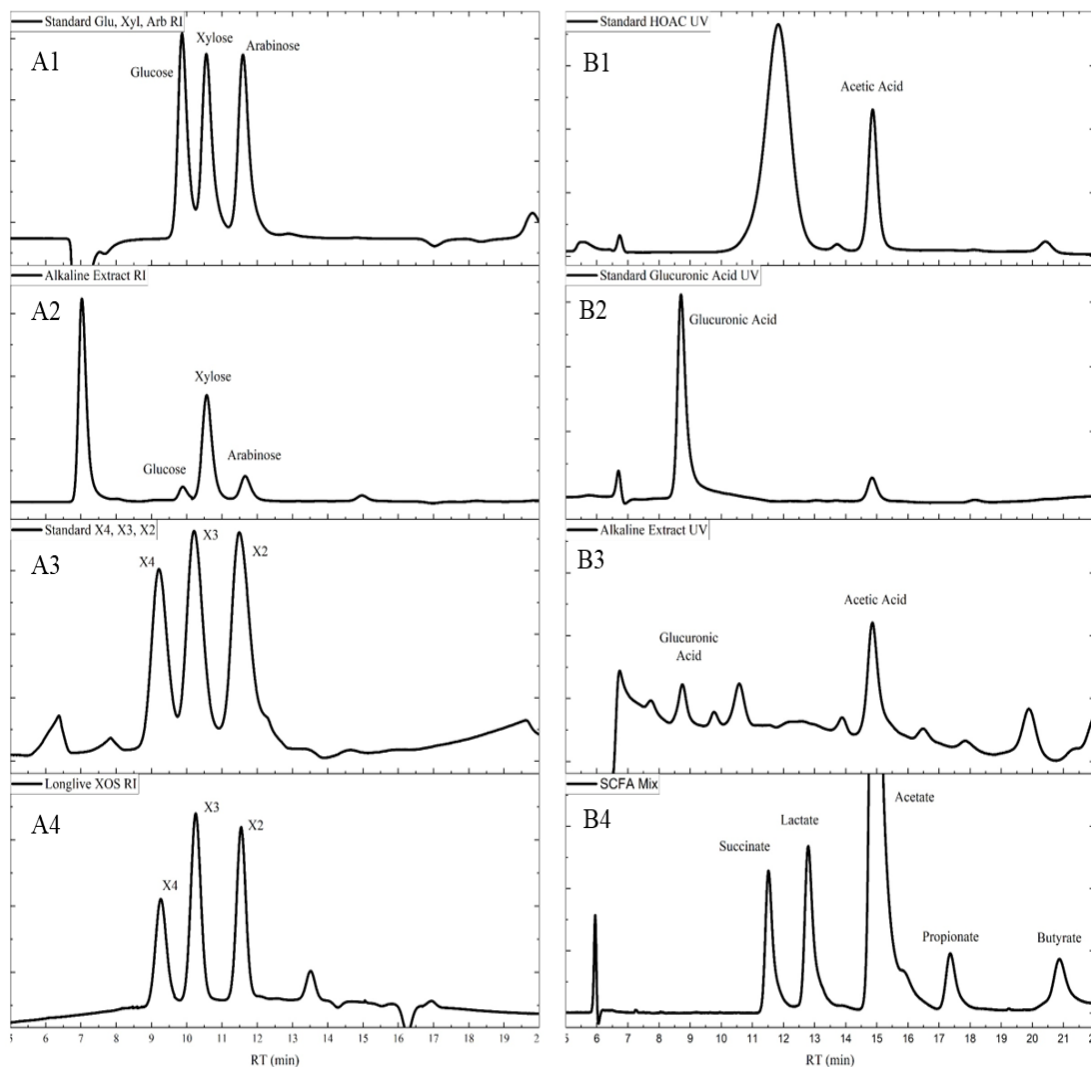 Standard Glu, Xyl, Arb RI
A1
Glucose
Xylose
Arabinose
Alkaline Extract RI
A2
Glucose
Xylose
Arabinose
Standard X4, X3, X2
A3
X4
X3
X2
Longlive XOS RI
A4
X4
X3
X2
5 6 7 8 9 10 11 12 13 14 15 16 17 18 19 2
RT (min)
Standard HOAC UV
B1
Acetic Acid
Standard Glucuronic Acid UV
B2
Glucuronic Acid
Alkaline Extract UV
B3
Glucuronic
Acid
Acetic Acid
SCFA Mix
B4
Succinate
Lactate
Acetate
Propionate
Butyrate
5 6 7 8 9 10 11 12 13 14 15 16 17 18 19 20 21 2
RT (min)